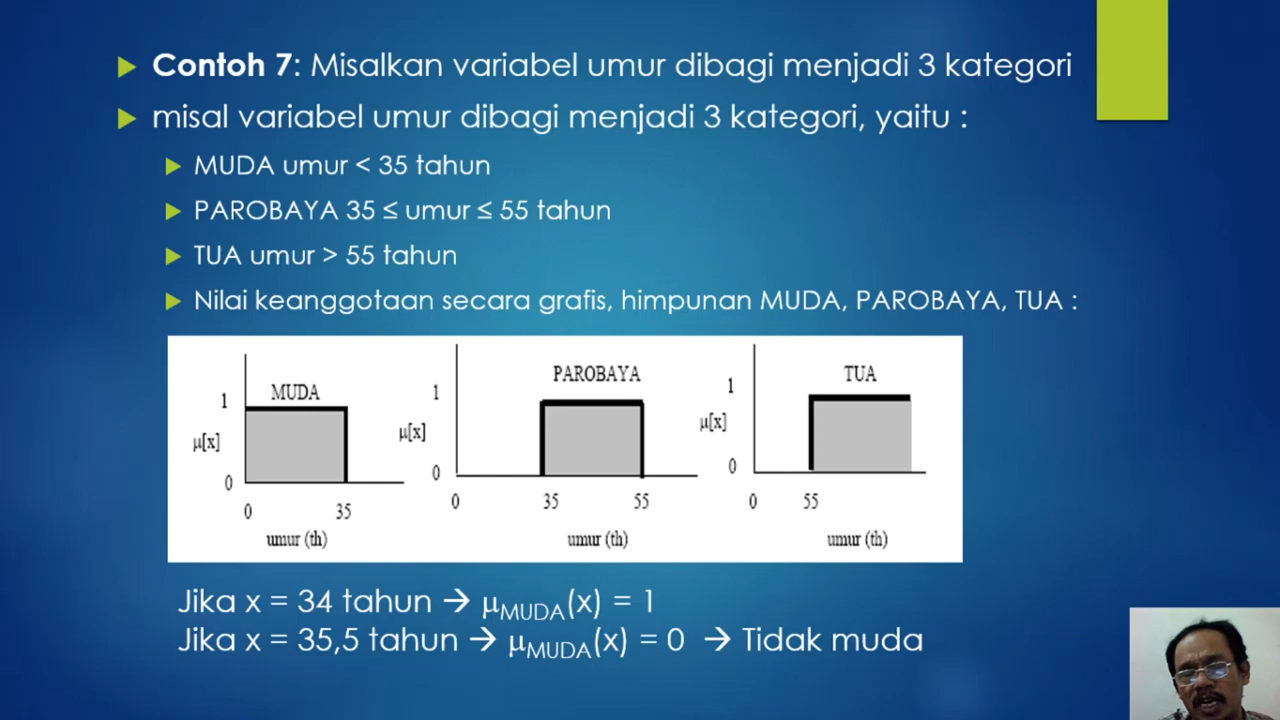 Contoh 7: Misalkan variabel umur dibagi menjadi 3 kategori
misal variabel umur dibagi menjadi 3 kategori, yaitu :
MUDA umur < 35 tahun
PAROBAYA 35 ≤ umur ≤ 55 tahun
TUA umur > 55 tahun
Nilai keanggotaan secara grafis, himpunan MUDA, PAROBAYA, TUA :
MUDA
1
μ[x]
0
0 35
umur (th)
PAROBAYA
1
μ[x]
0
0 35 55
umur (th)
TUA
1
μ[x]
0
0 55
umur (th)
Jika x = 34 tahun → μMUDA(x) = 1
Jika x = 35,5 tahun → μMUDA(x) = 0 → Tidak muda